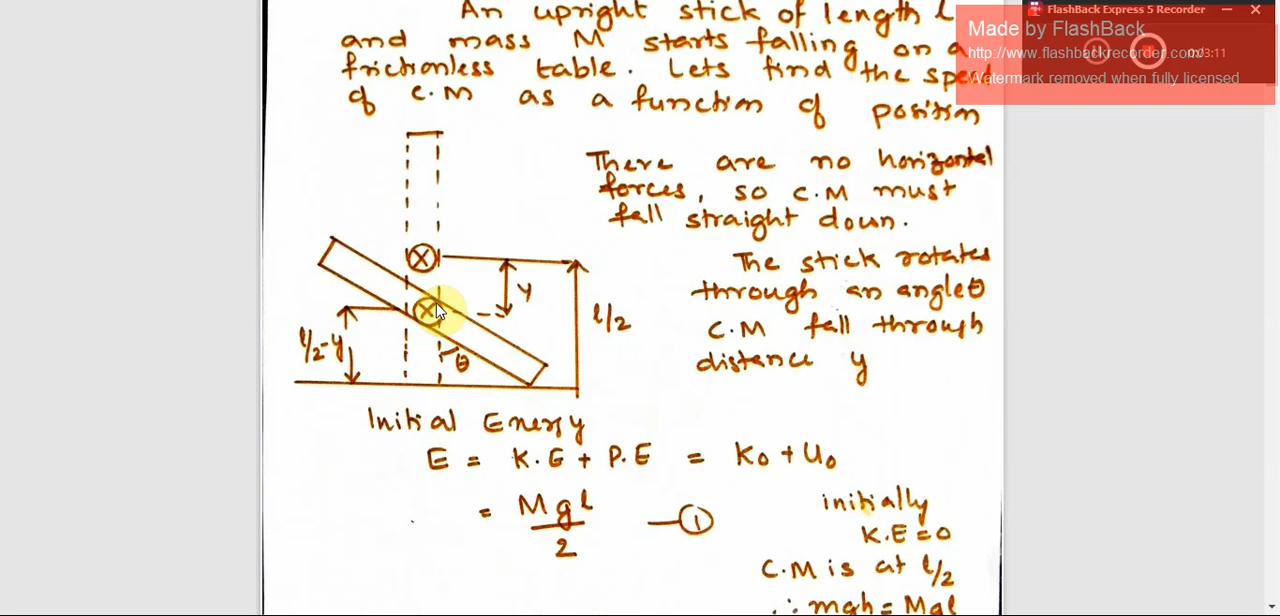 FlashBack Express 5 Recorder
Made by FlashBack
http://www.flashbackrecorder.com
Watermark removed when fully licensed
An upright stick of length l
and mass M starts falling on a
frictionless table. Lets find the speed
of C.M as a function of position
There are no horizontal
forces, so C.M must
fall straight down.
The stick rotates
through an angle θ
C.M fall through
distance y
y
l/2
l/2-y
θ
Initial Energy
E = K.E + P.E = K0 + U0
= Mgl/2 —①
initially
K.E = 0
C.M is at l/2
∴ mgh = Mgl